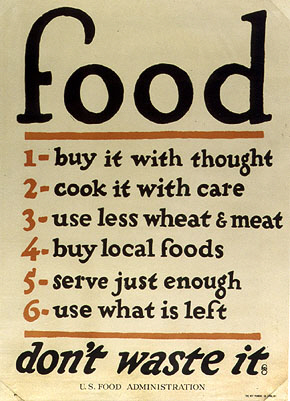 food
1- buy it with thought
2- cook it with care
3- use less wheat & meat
4- buy local foods
5- serve just enough
6- use what is left
don't waste it
U.S. FOOD ADMINISTRATION